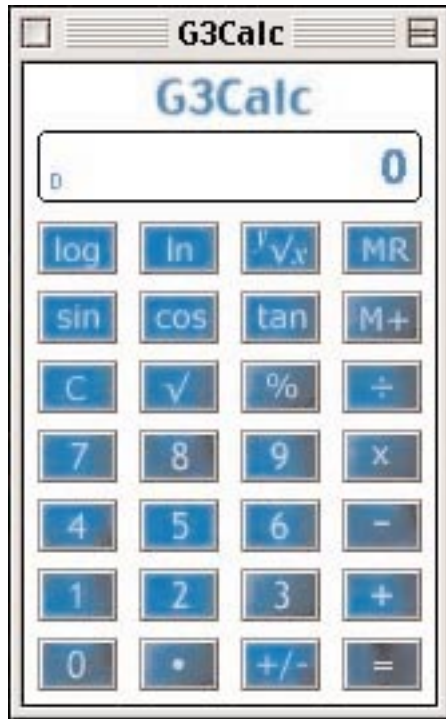 G3Calc
G3Calc
D 0
log ln y√x MR
sin cos tan M+
C √ % ÷
7 8 9 x
4 5 6 -
1 2 3 +
0 • +/- =